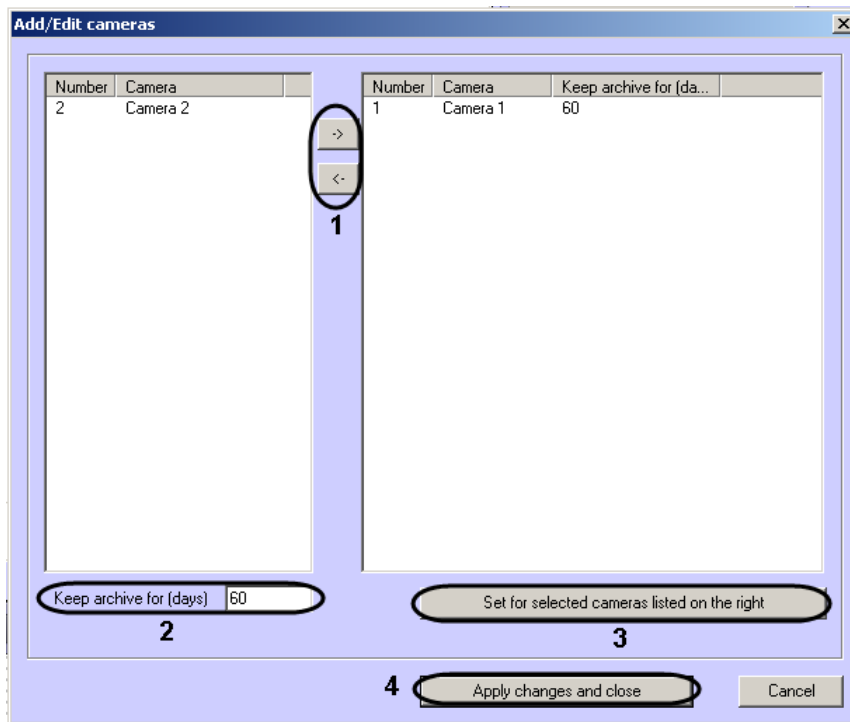 Add/Edit cameras
Number Camera
2 Camera 2
->
<-
1
Number Camera Keep archive for (da...
1 Camera 1 60
Keep archive for (days) 60
2
Set for selected cameras listed on the right
3
4 Apply changes and close
Cancel